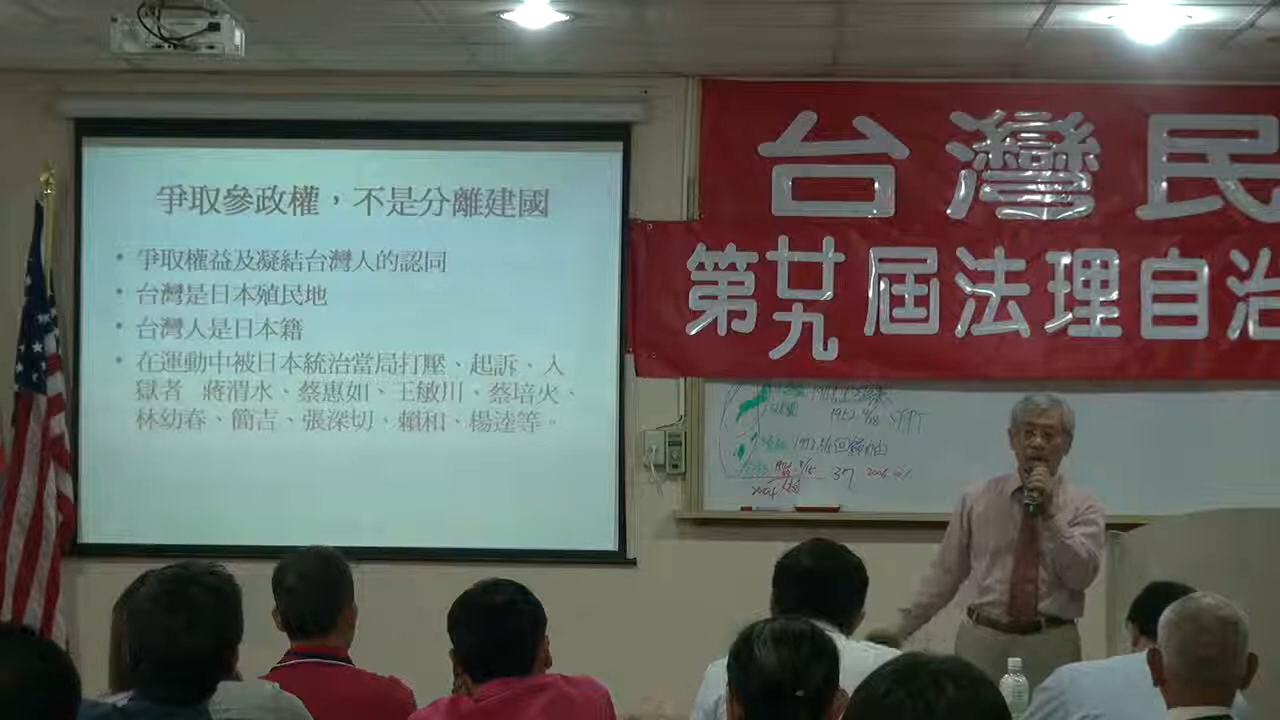 爭取參政權，不是分離建國
• 爭取權益及凝結台灣人的認同
• 台灣是日本殖民地
• 台灣人是日本籍
• 在運動中被日本統治當局打壓、起訴、入
獄者 蔣渭水、蔡惠如、王敏川、蔡培火、
林幼春、簡吉、張深切，賴和、楊逵等。
台灣民
第廿九屆法理自治
37